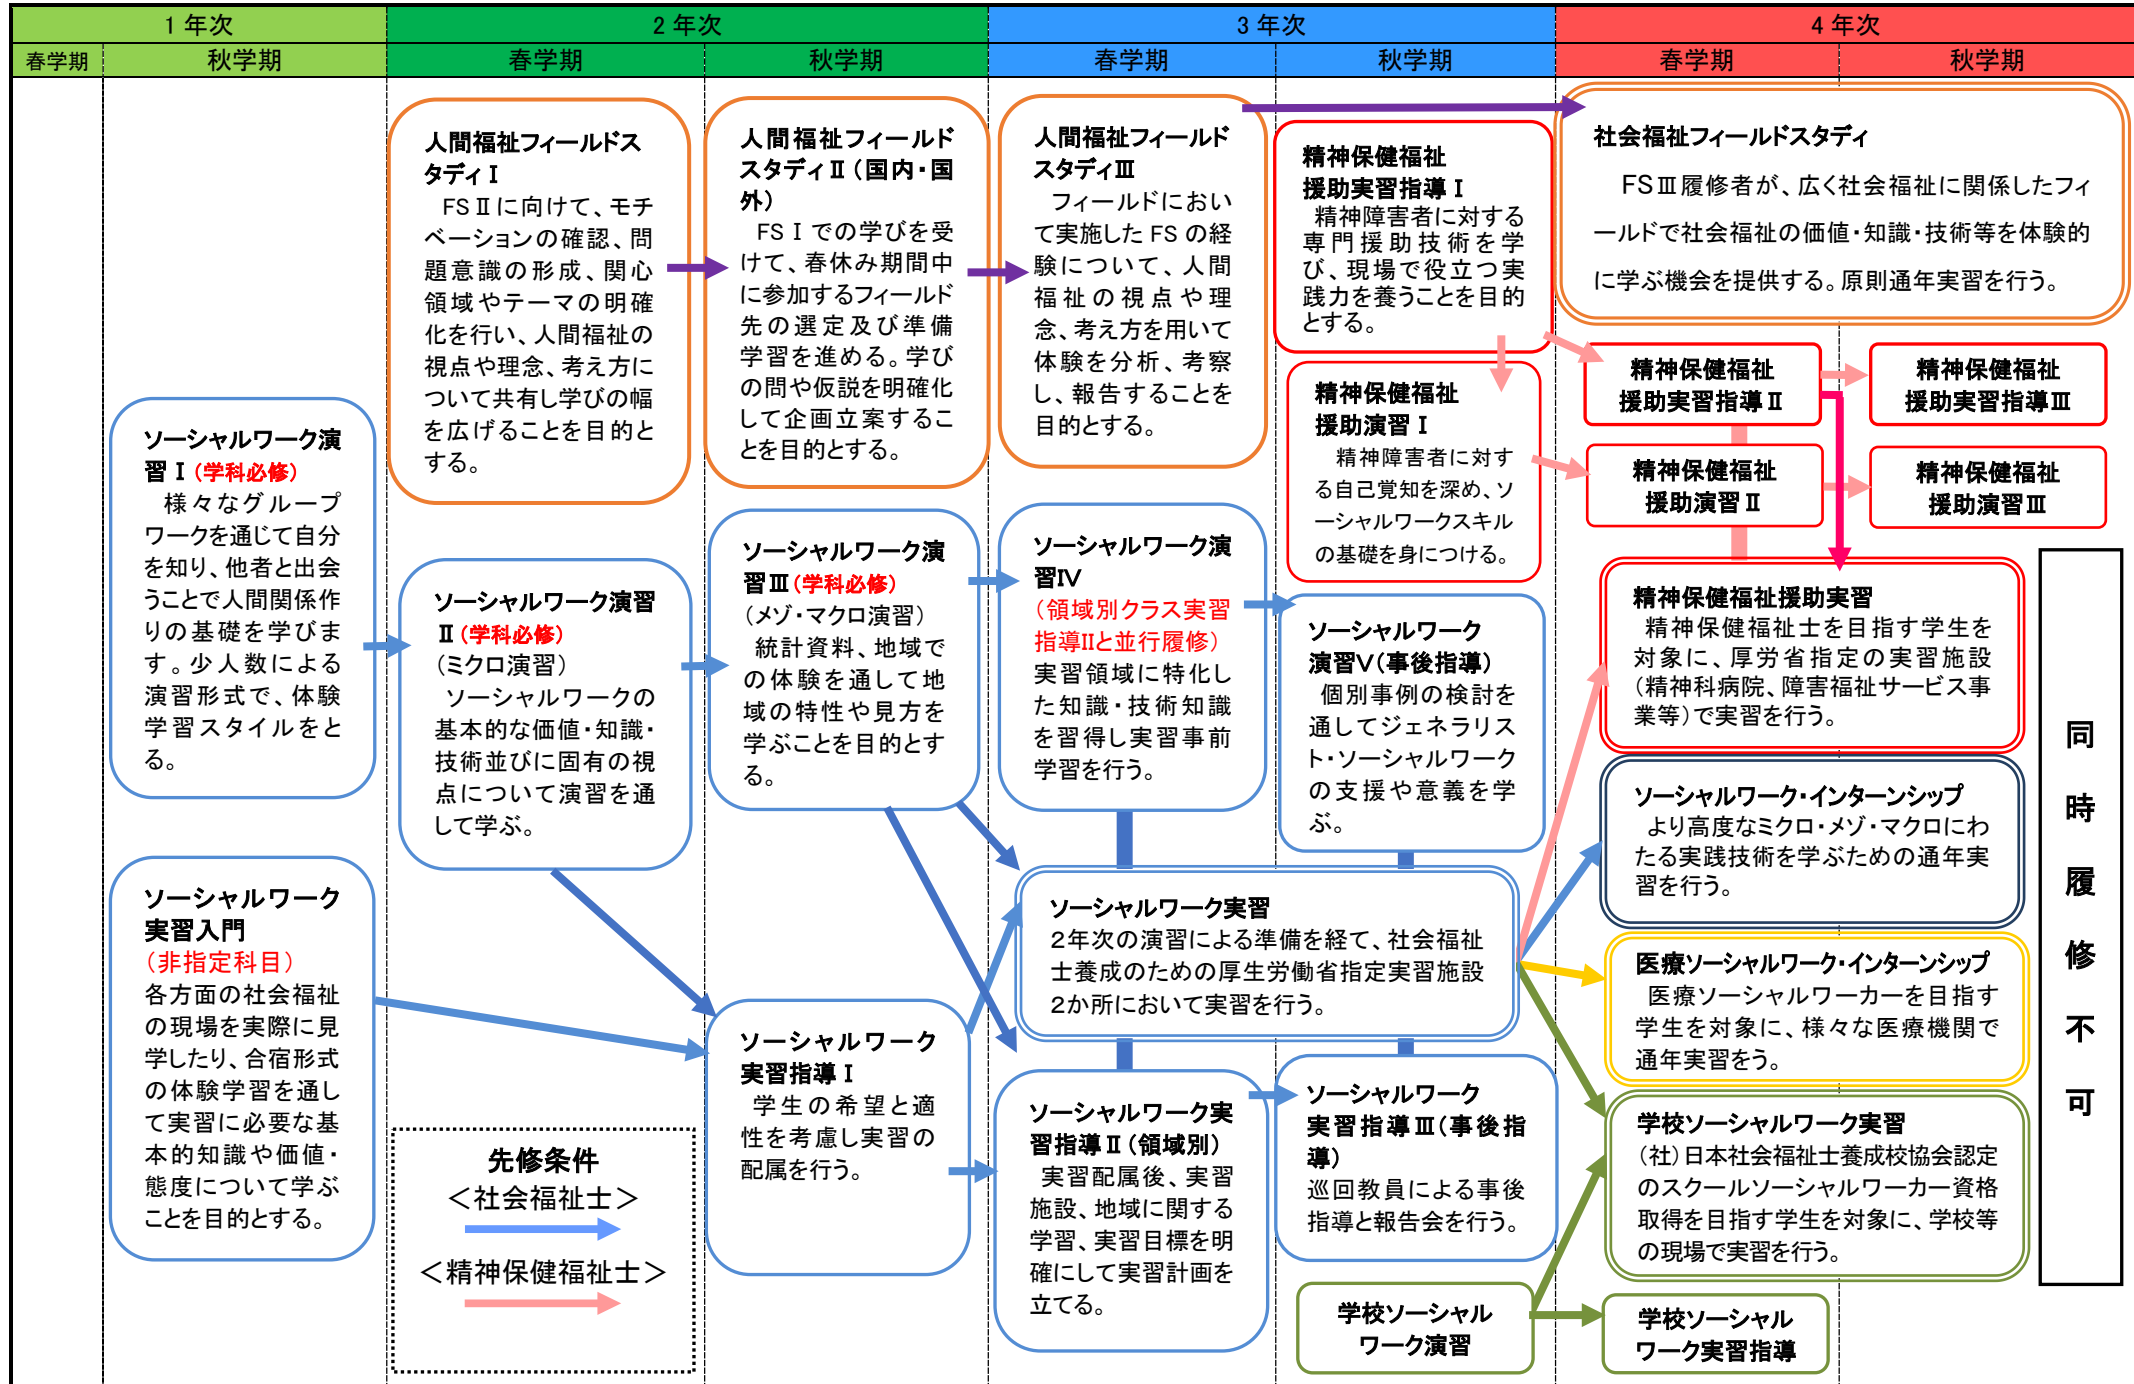 1 年次
2 年次
3 年次
4 年次
春学期
秋学期
春学期
秋学期
春学期
秋学期
春学期
秋学期
ソーシャルワーク演
習 I (学科必修)
様々なグループ
ワークを通じて自分
を知り、他者と出会
うことで人間関係作
りの基礎を学びま
す。少人数による
演習形式で、体験
学習スタイルをと
る。
ソーシャルワーク
実習入門
(非指定科目)
各方面の社会福祉
の現場を実際に見
学したり、合宿形式
の体験学習を通し
て実習に必要な基
本的知識や価値・
態度について学ぶ
ことを目的とする。
人間福祉フィールドス
タディ I
FSⅡに向けて、モチ
ベーションの確認、問
題意識の形成、関心
領域やテーマの明確
化を行い、人間福祉の
視点や理念、考え方に
ついて共有し学びの幅
を広げることを目的と
する。
ソーシャルワーク演習
Ⅱ(学科必修)
(ミクロ演習)
ソーシャルワークの
基本的な価値・知識・
技術並びに固有の視
点について演習を通
して学ぶ。
先修条件
<社会福祉士>
<精神保健福祉士>
人間福祉フィールド
スタディⅡ(国内・国
外)
FS I での学びを受
けて、春休み期間中
に参加するフィールド
先の選定及び準備
学習を進める。学び
の問や仮説を明確化
して企画立案するこ
とを目的とする。
ソーシャルワーク演
習Ⅲ(学科必修)
(メゾ・マクロ演習)
統計資料、地域で
の体験を通して地
域の特性や見方を
学ぶことを目的とす
る。
ソーシャルワーク
実習指導 I
学生の希望と適
性を考慮し実習の
配属を行う。
人間福祉フィールド
スタディⅢ
フィールドにおい
て実施した FS の経
験について、人間
福祉の視点や理
念、考え方を用いて
体験を分析、考察
し、報告することを
目的とする。
ソーシャルワーク演
習Ⅳ
(領域別クラス実習
指導Ⅱと並行履修)
実習領域に特化し
た知識・技術知識
を習得し実習事前
学習を行う。
ソーシャルワーク実習
2年次の演習による準備を経て、社会福祉
士養成のための厚生労働省指定実習施設
2か所において実習を行う。
ソーシャルワーク実
習指導Ⅱ(領域別)
実習配属後、実習
施設、地域に関する
学習、実習目標を明
確にして実習計画を
立てる。
精神保健福祉
援助実習指導 I
精神障害者に対する
専門援助技術を学
び、現場で役立つ実
践力を養うことを目的
とする。
精神保健福祉
援助演習 I
精神障害者に対す
る自己覚知を深め、ソ
ーシャルワークスキル
の基礎を身につける。
ソーシャルワーク
演習Ⅴ(事後指導)
個別事例の検討を
通してジェネラリス
ト・ソーシャルワーク
の支援や意義を学
ぶ。
ソーシャルワーク
実習指導Ⅲ(事後指
導)
巡回教員による事後
指導と報告会を行う。
学校ソーシャル
ワーク演習
社会福祉フィールドスタディ
FSⅢ履修者が、広く社会福祉に関係したフィ
ールドで社会福祉の価値・知識・技術等を体験的
に学ぶ機会を提供する。原則通年実習を行う。
精神保健福祉
援助実習指導Ⅱ
精神保健福祉
援助実習指導Ⅲ
精神保健福祉
援助演習Ⅱ
精神保健福祉
援助演習Ⅲ
精神保健福祉援助実習
精神保健福祉士を目指す学生を
対象に、厚労省指定の実習施設
(精神科病院、障害福祉サービス事
業等)で実習を行う。
ソーシャルワーク・インターンシップ
より高度なミクロ・メゾ・マクロにわ
たる実践技術を学ぶための通年実
習を行う。
医療ソーシャルワーク・インターンシップ
医療ソーシャルワーカーを目指す
学生を対象に、様々な医療機関で
通年実習をう。
学校ソーシャルワーク実習
(社)日本社会福祉士養成校協会認定
のスクールソーシャルワーカー資格
取得を目指す学生を対象に、学校等
の現場で実習を行う。
学校ソーシャル
ワーク実習指導
同時履修不可